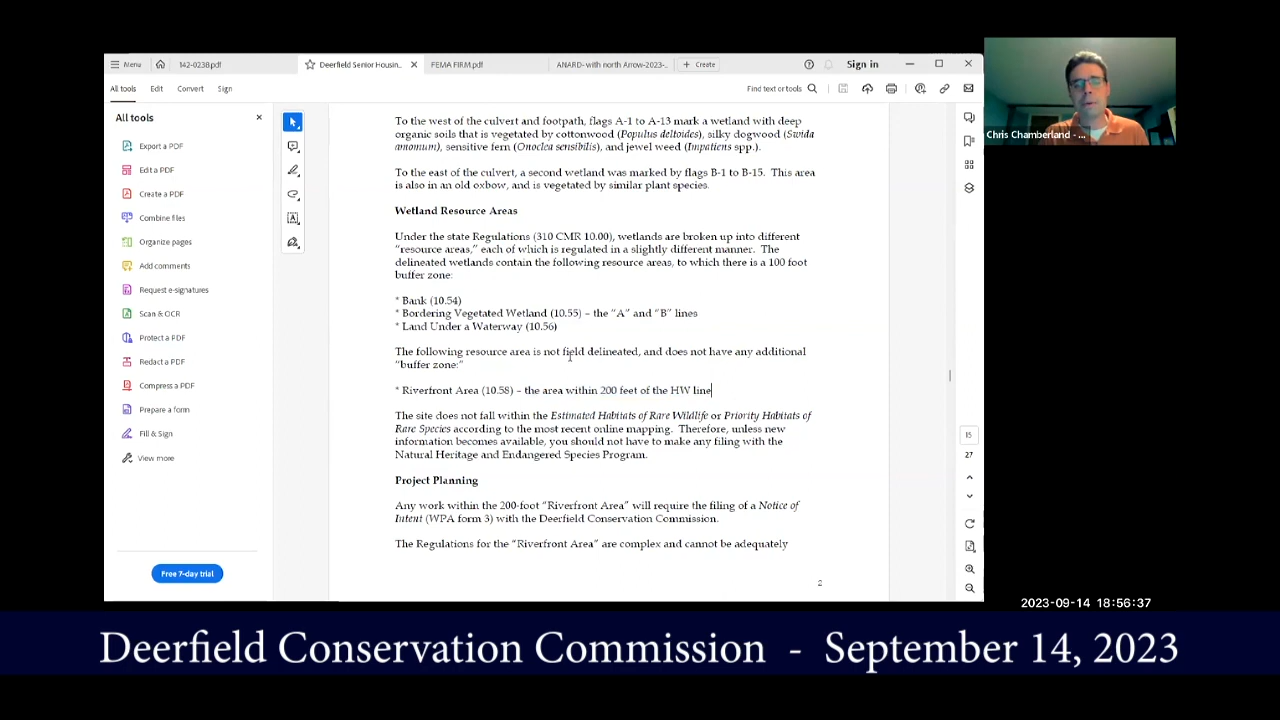 Menu
142-0238.pdf
Deerfield Senior Housin...
FEMA FIRM.pdf
ANARD- with north Arrow-2023-...
+ Create
Sign in
All tools
Edit
Convert
Sign
Find text or tools
All tools
Export a PDF
Edit a PDF
Create a PDF
Combine files
Organize pages
Add comments
Request e-signatures
Scan & OCR
Protect a PDF
Redact a PDF
Compress a PDF
Prepare a form
Fill & Sign
View more
Free 7-day trial
To the west of the culvert and footpath, flags A-1 to A-13 mark a wetland with deep
organic soils that is vegetated by cottonwood (Populus deltoides), silky dogwood (Swida
amomum), sensitive fern (Onoclea sensibilis), and jewel weed (Impatiens spp.).
To the east of the culvert, a second wetland was marked by flags B-1 to B-15. This area
is also in an old oxbow, and is vegetated by similar plant species.
Wetland Resource Areas
Under the state Regulations (310 CMR 10.00), wetlands are broken up into different
“resource areas,” each of which is regulated in a slightly different manner. The
delineated wetlands contain the following resource areas, to which there is a 100 foot
buffer zone:
* Bank (10.54)
* Bordering Vegetated Wetland (10.55) – the “A” and “B” lines
* Land Under a Waterway (10.56)
The following resource area is not field delineated, and does not have any additional
“buffer zone:”
* Riverfront Area (10.58) – the area within 200 feet of the HW line
The site does not fall within the Estimated Habitats of Rare Wildlife or Priority Habitats of
Rare Species according to the most recent online mapping. Therefore, unless new
information becomes available, you should not have to make any filing with the
Natural Heritage and Endangered Species Program.
Project Planning
Any work within the 200-foot “Riverfront Area” will require the filing of a Notice of
Intent (WPA form 3) with the Deerfield Conservation Commission.
The Regulations for the “Riverfront Area” are complex and cannot be adequately
2
15
27
Chris Chamberland - ...
2023-09-14 18:56:37
Deerfield Conservation Commission - September 14, 2023